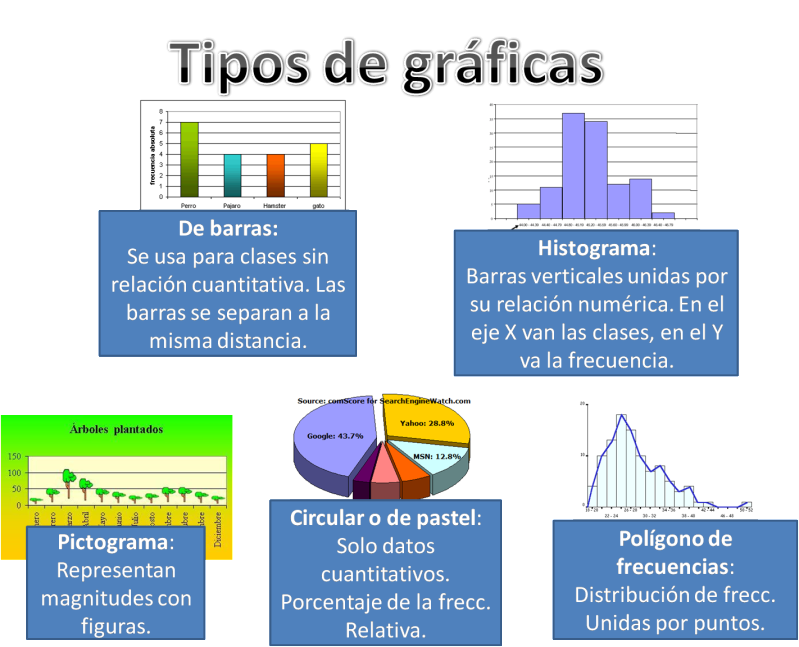 Tipos de gráficas
8
7
6
5
4
3
2
1
0
frecuencia absoluta
Perro Pajaro Hamster gato
De barras:
Se usa para clases sin
relación cuantitativa. Las
barras se separan a la
misma distancia.
Histograma:
Barras verticales unidas por
su relación numérica. En el
eje X van las clases, en el Y
va la frecuencia.
Árboles plantados
150
100
50
0
Diciembre
Pictograma:
Representan
magnitudes con
figuras.
Source: comScore for SearchEngineWatch.com
Google: 43.7%
Yahoo: 28.8%
MSN: 12.8%
Circular o de pastel:
Solo datos
cuantitativos.
Porcentaje de la frecc.
Relativa.
20
10
0
Polígono de
frecuencias:
Distribución de frecc.
Unidas por puntos.